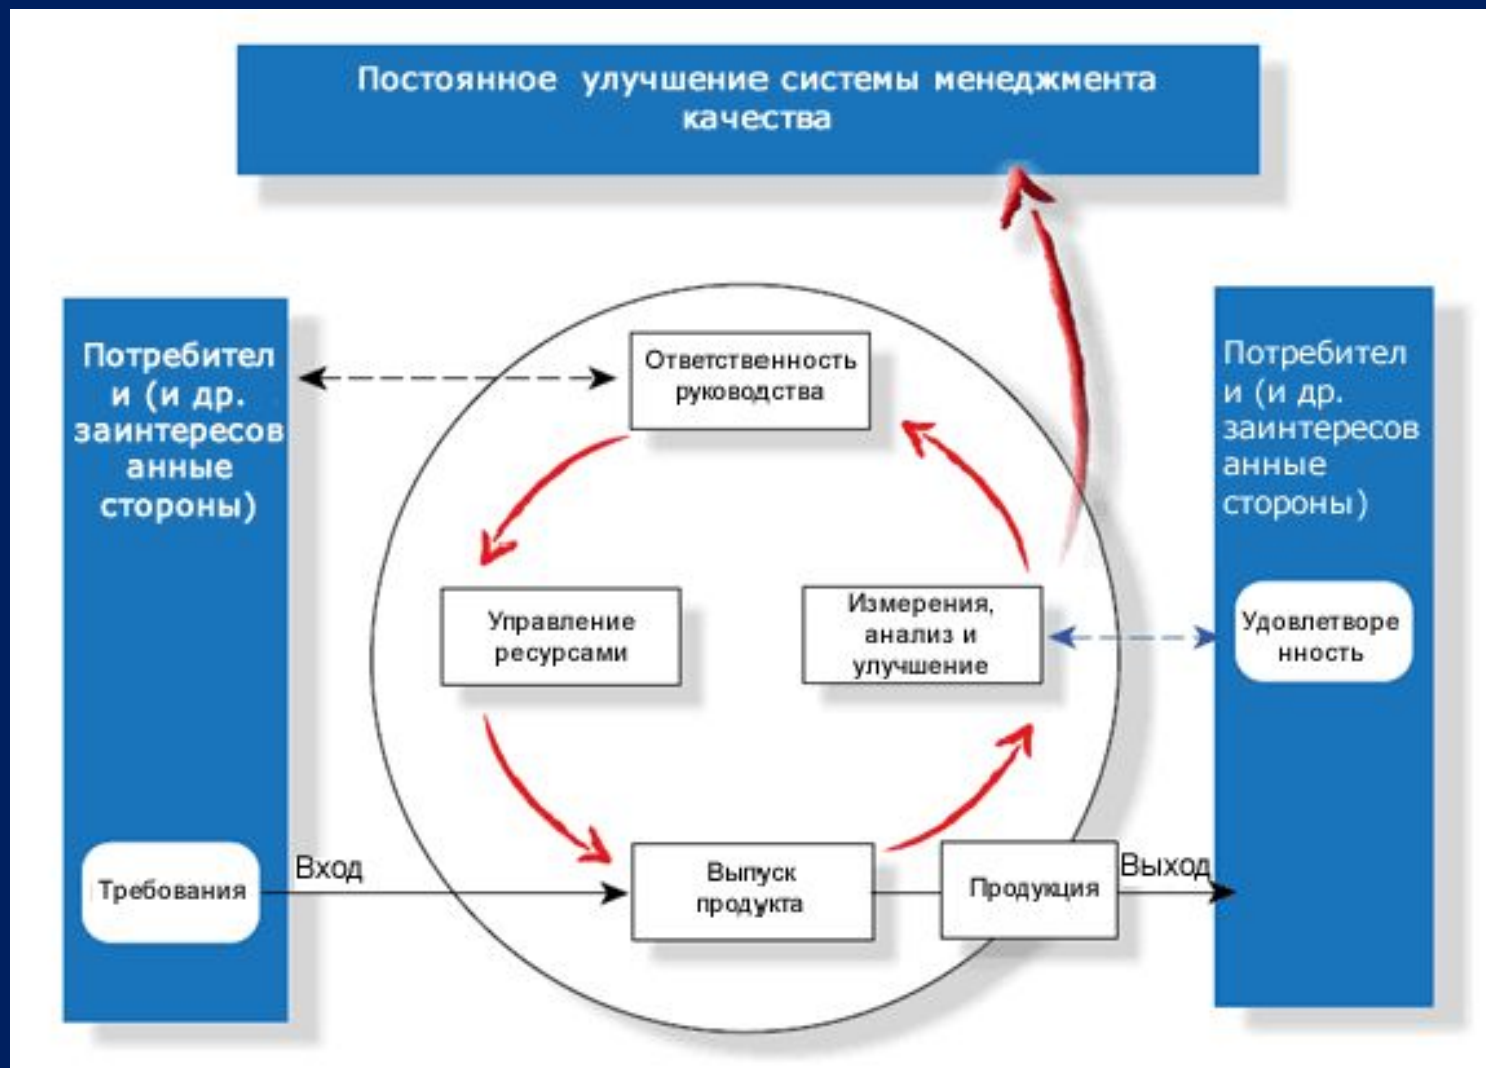 Постоянное улучшение системы менеджмента
качества
Потребител
и (и др.
заинтересов
анные
стороны)
Ответственность
руководства
Потребител
и (и др.
заинтересов
анные
стороны)
Управление
ресурсами
Измерения,
анализ и
улучшение
Удовлетворе
нность
Требования
Вход
Выпуск
продукта
Продукция
Выход